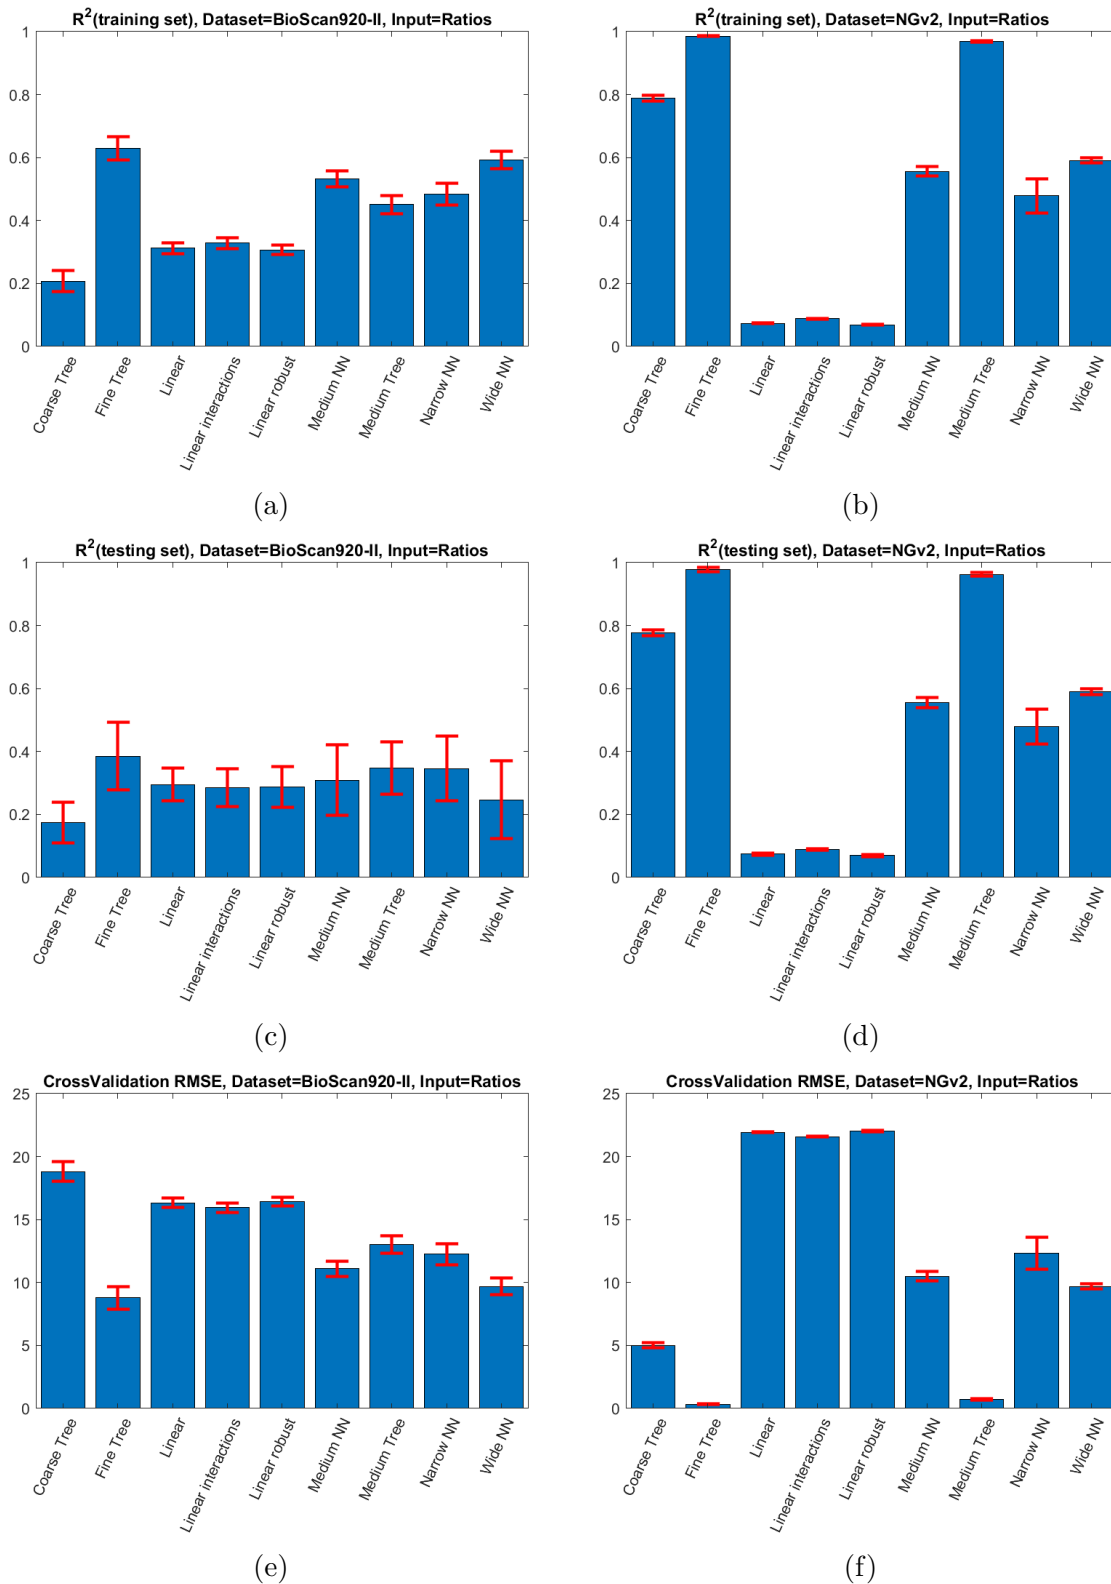 R2(training set), Dataset=BioScan920-II, Input=Ratios
1
0.8
0.6
0.4
0.2
0
Coarse Tree
Fine Tree
Linear
Linear interactions
Linear robust
Medium NN
Medium Tree
Narrow NN
Wide NN
(a)
R2(training set), Dataset=NGv2, Input=Ratios
1
0.8
0.6
0.4
0.2
0
Coarse Tree
Fine Tree
Linear
Linear interactions
Linear robust
Medium NN
Medium Tree
Narrow NN
Wide NN
(b)
R2(testing set), Dataset=BioScan920-II, Input=Ratios
1
0.8
0.6
0.4
0.2
0
Coarse Tree
Fine Tree
Linear
Linear interactions
Linear robust
Medium NN
Medium Tree
Narrow NN
Wide NN
(c)
R2(testing set), Dataset=NGv2, Input=Ratios
1
0.8
0.6
0.4
0.2
0
Coarse Tree
Fine Tree
Linear
Linear interactions
Linear robust
Medium NN
Medium Tree
Narrow NN
Wide NN
(d)
CrossValidation RMSE, Dataset=BioScan920-II, Input=Ratios
25
20
15
10
5
0
Coarse Tree
Fine Tree
Linear
Linear interactions
Linear robust
Medium NN
Medium Tree
Narrow NN
Wide NN
(e)
CrossValidation RMSE, Dataset=NGv2, Input=Ratios
25
20
15
10
5
0
Coarse Tree
Fine Tree
Linear
Linear interactions
Linear robust
Medium NN
Medium Tree
Narrow NN
Wide NN
(f)